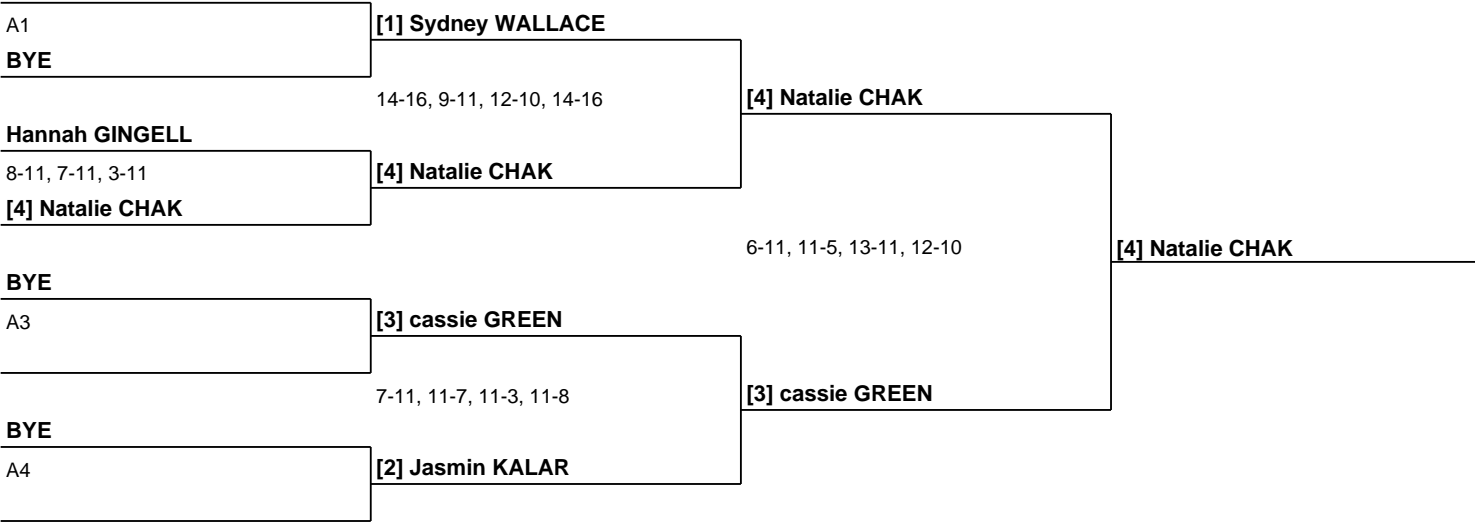 A1
BYE
[1] Sydney WALLACE
14-16, 9-11, 12-10, 14-16
[4] Natalie CHAK
Hannah GINGELL
8-11, 7-11, 3-11
[4] Natalie CHAK
[4] Natalie CHAK
6-11, 11-5, 13-11, 12-10
[4] Natalie CHAK
BYE
A3
[3] cassie GREEN
7-11, 11-7, 11-3, 11-8
[3] cassie GREEN
BYE
A4
[2] Jasmin KALAR